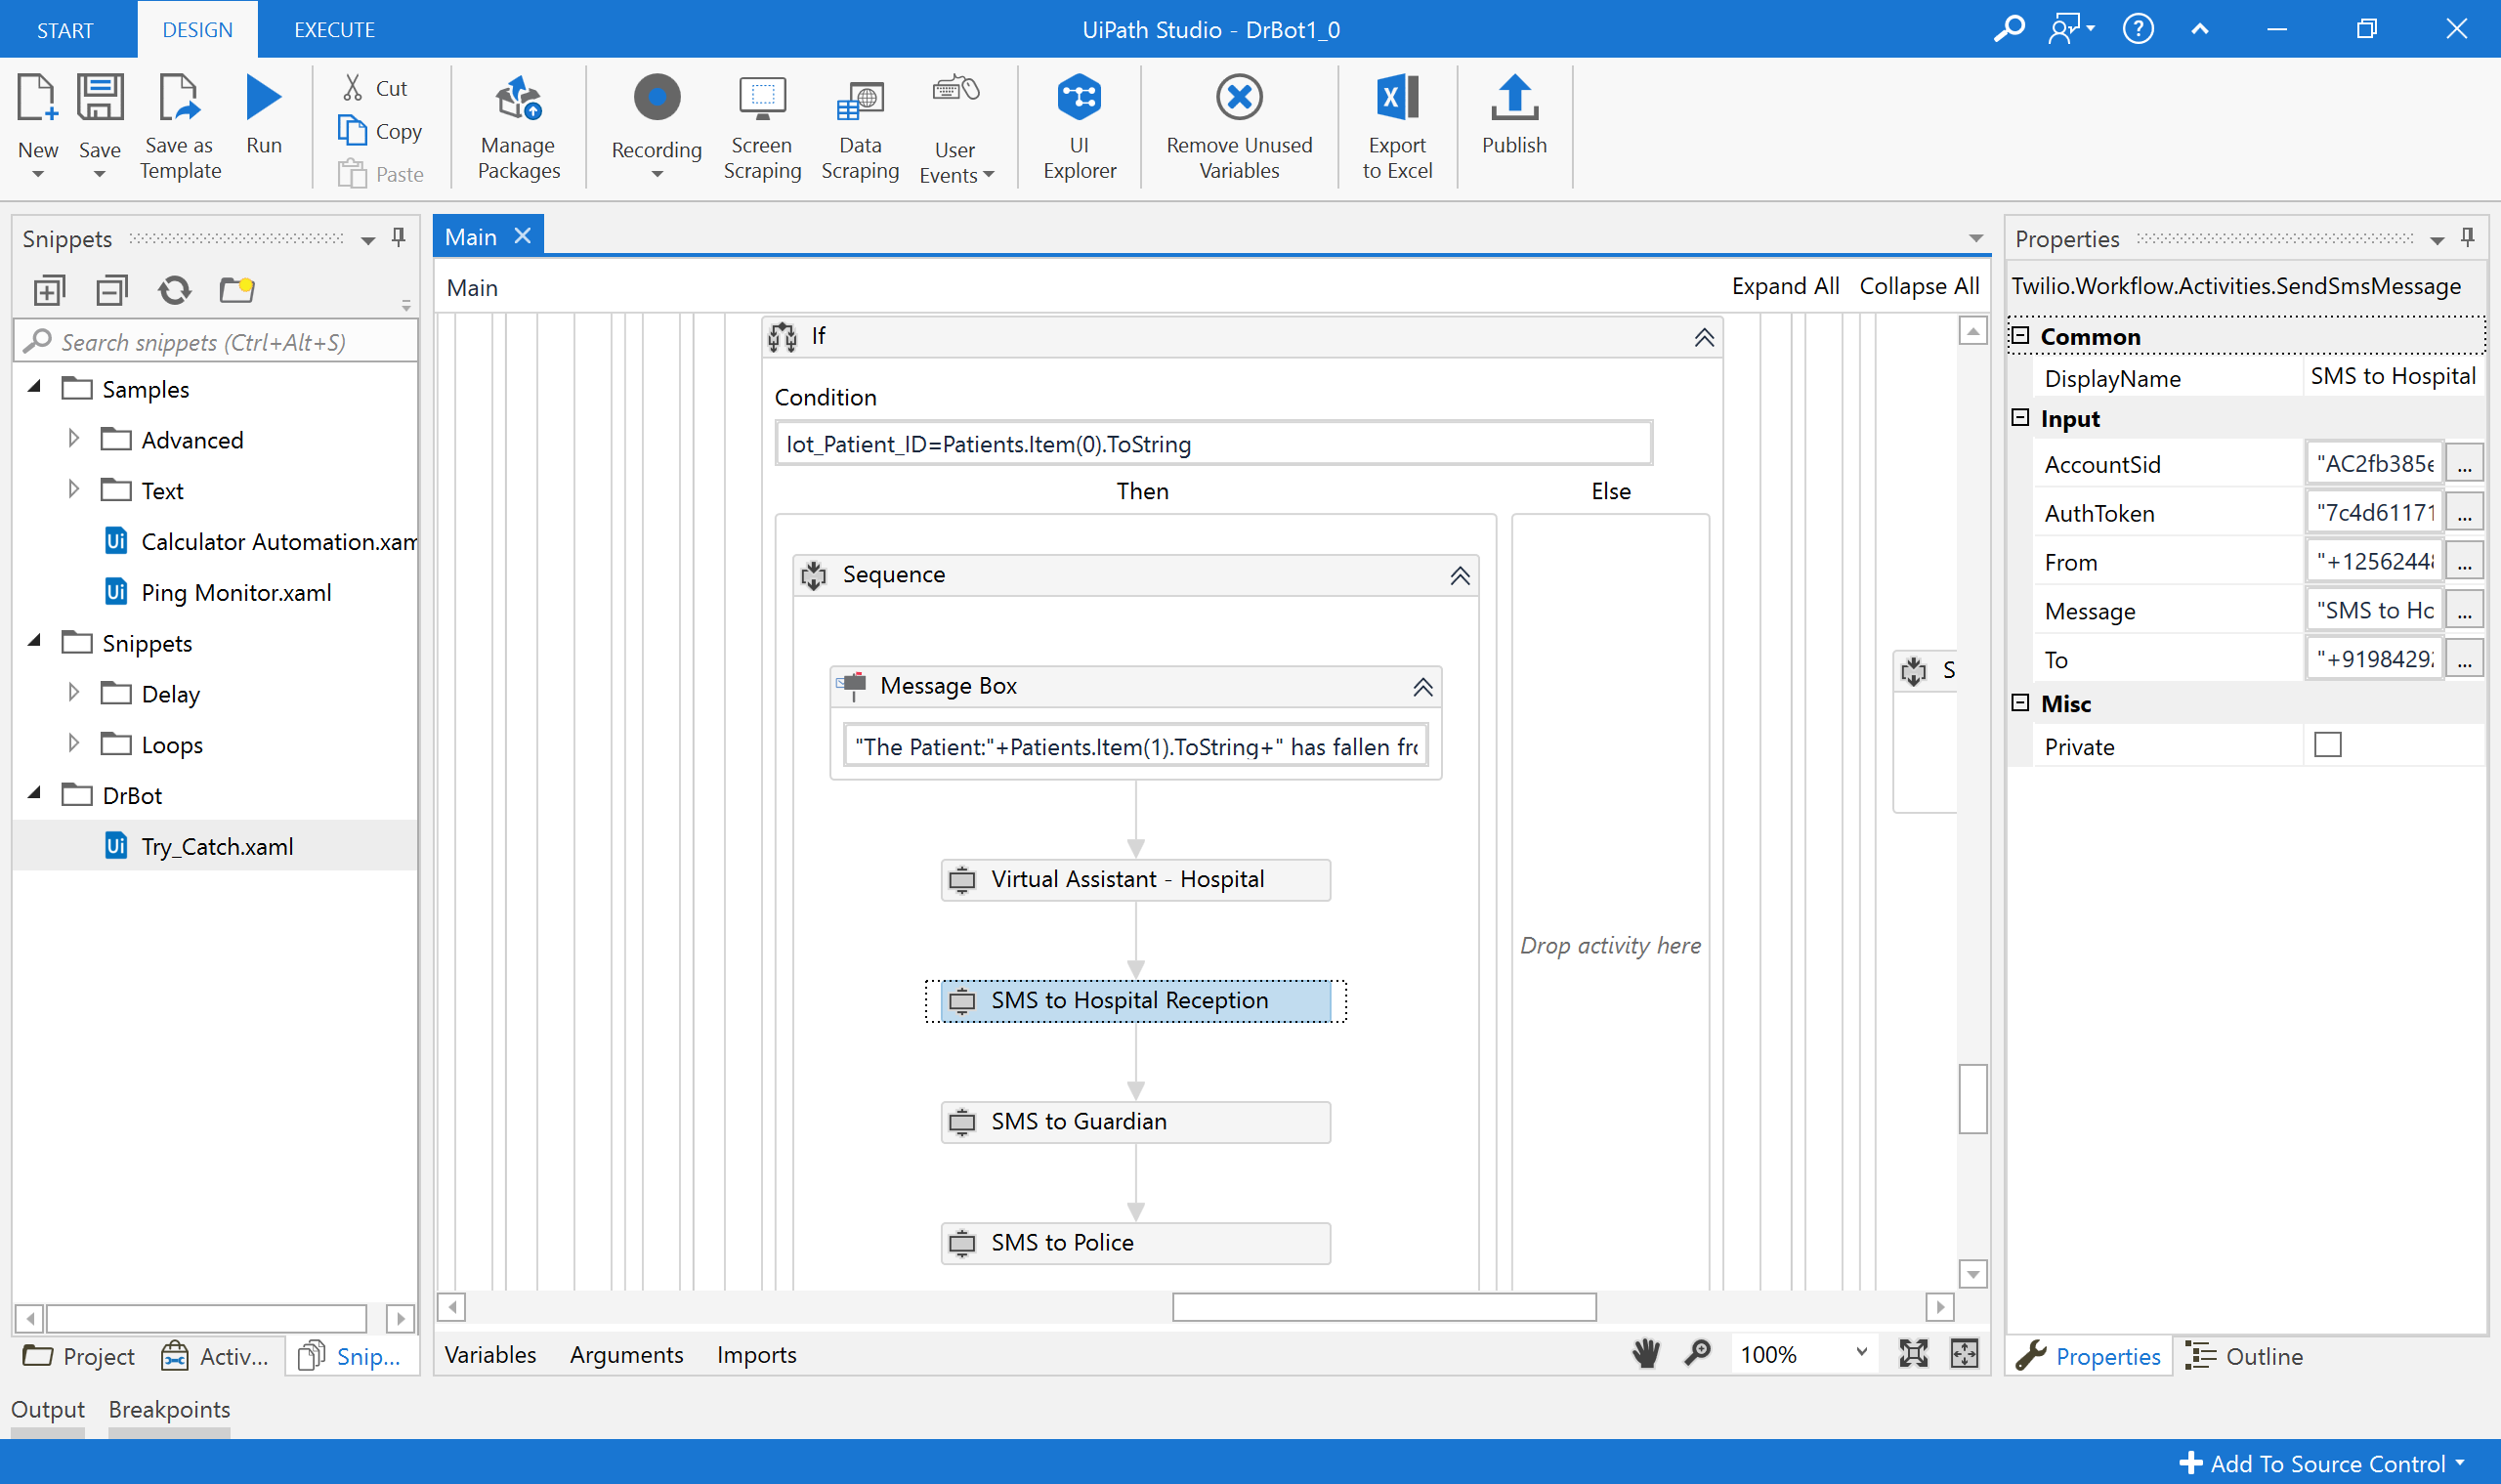 START DESIGN EXECUTE UiPath Studio - DrBot1_0
New Save Save as Template Run Cut Copy Paste Manage Packages Recording Screen Scraping Data Scraping User Events UI Explorer Remove Unused Variables Export to Excel Publish
Snippets
Search snippets (Ctrl+Alt+S)
Samples
Advanced
Text
Calculator Automation.xam
Ping Monitor.xaml
Snippets
Delay
Loops
DrBot
Try_Catch.xaml
Project Activ... Snip...
Main
Main Expand All Collapse All
If
Condition
Iot_Patient_ID=Patients.Item(0).ToString
Then Else
Sequence
Message Box
"The Patient:"+Patients.Item(1).ToString+" has fallen fro
Virtual Assistant - Hospital
Drop activity here
SMS to Hospital Reception
SMS to Guardian
SMS to Police
S
Variables Arguments Imports 100%
Properties
Twilio.Workflow.Activities.SendSmsMessage
Common
DisplayName SMS to Hospital
Input
AccountSid "AC2fb385e ...
AuthToken "7c4d61171 ...
From "+1256244 ...
Message "SMS to Ho ...
To "+9198429 ...
Misc
Private
Properties Outline
Output Breakpoints
Add To Source Control